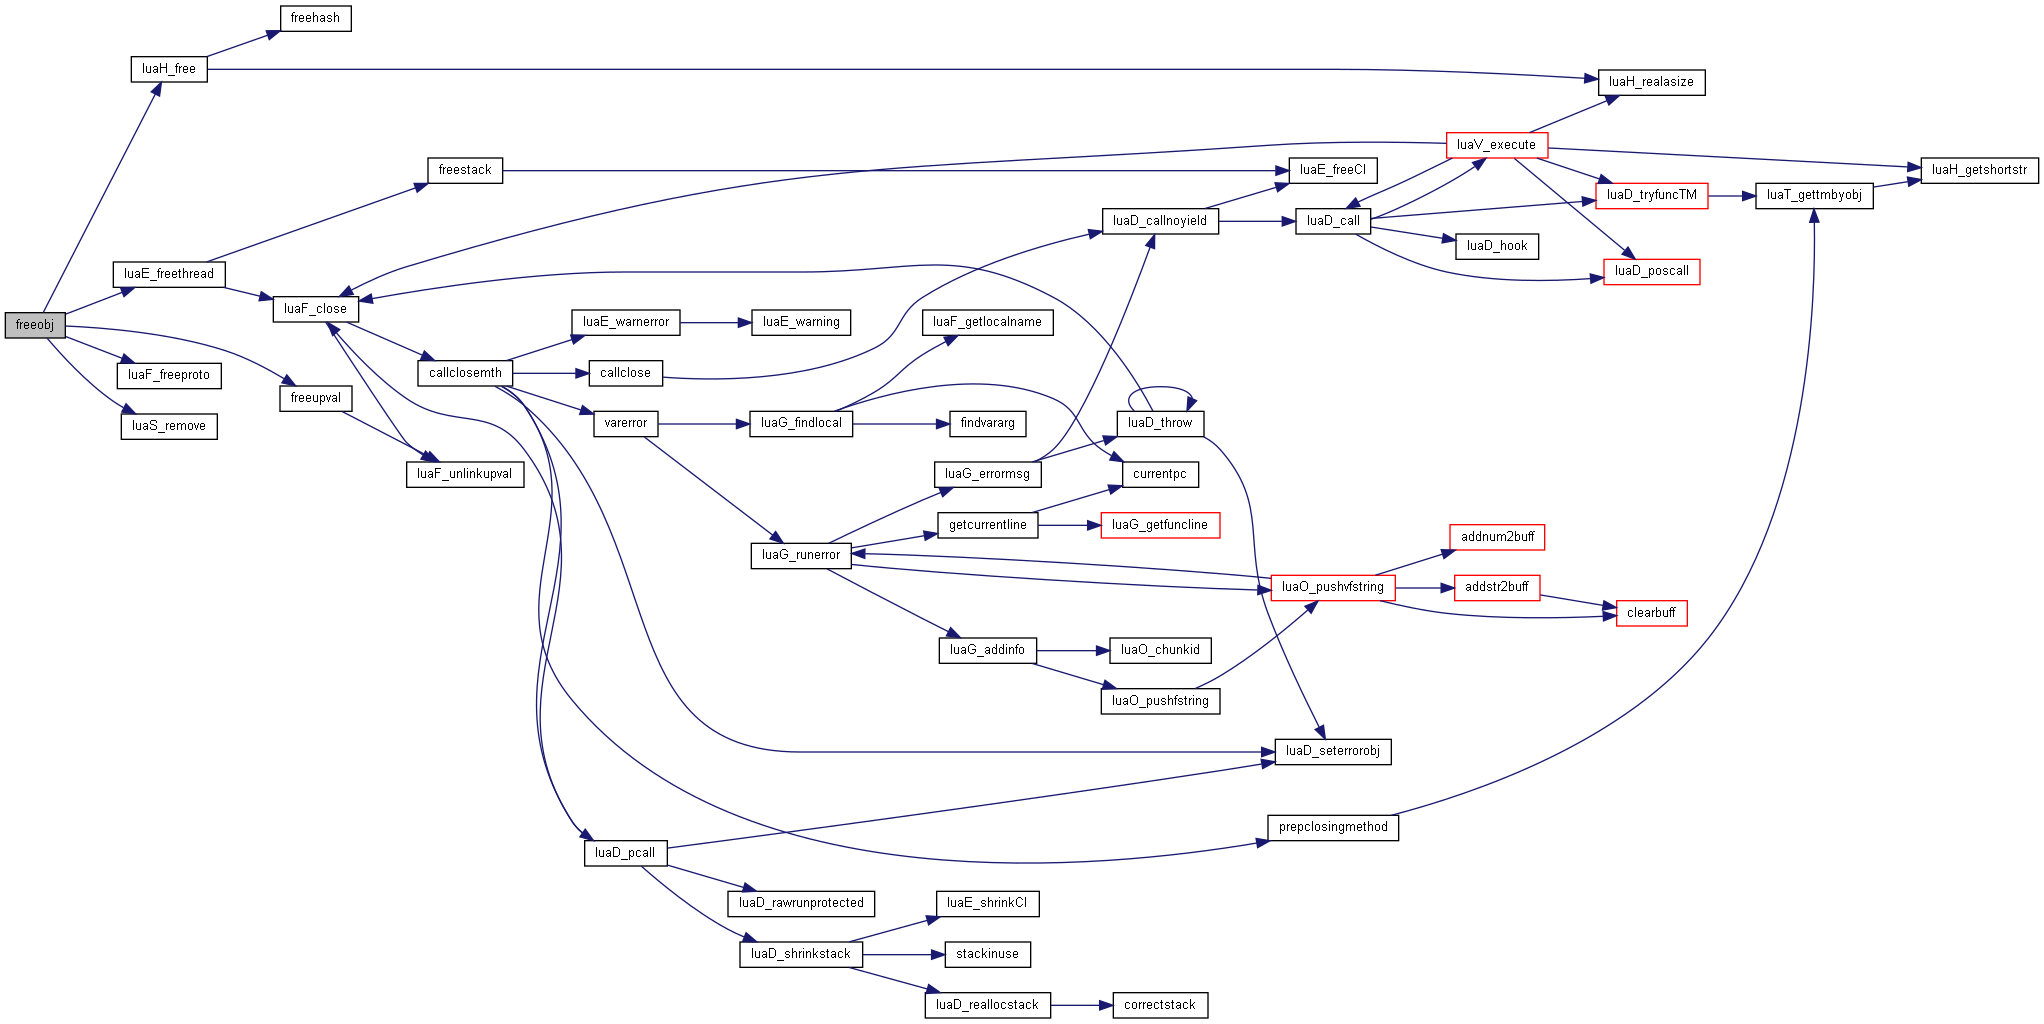 freehash
luaH_free
luaH_realasize
luaV_execute
freestack
luaE_freeCI
luaH_getshortstr
luaD_tryfuncTM
luaT_gettmbyobj
luaD_callnoyield
luaD_call
luaD_hook
luaE_freethread
luaD_poscall
luaF_close
freeobj
luaE_warnerror
luaE_warning
luaF_getlocalname
luaF_freeproto
callclosemth
callclose
freeupval
luaS_remove
varerror
luaG_findlocal
findvararg
luaD_throw
luaF_unlinkupval
luaG_errormsg
currentpc
getcurrentline
luaG_getfuncline
addnum2buff
luaG_runerror
luaO_pushvfstring
addstr2buff
clearbuff
luaG_addinfo
luaO_chunkid
luaO_pushfstring
luaD_seterrorobj
prepclosingmethod
luaD_pcall
luaD_rawrunprotected
luaE_shrinkCI
luaD_shrinkstack
stackinuse
luaD_reallocstack
correctstack